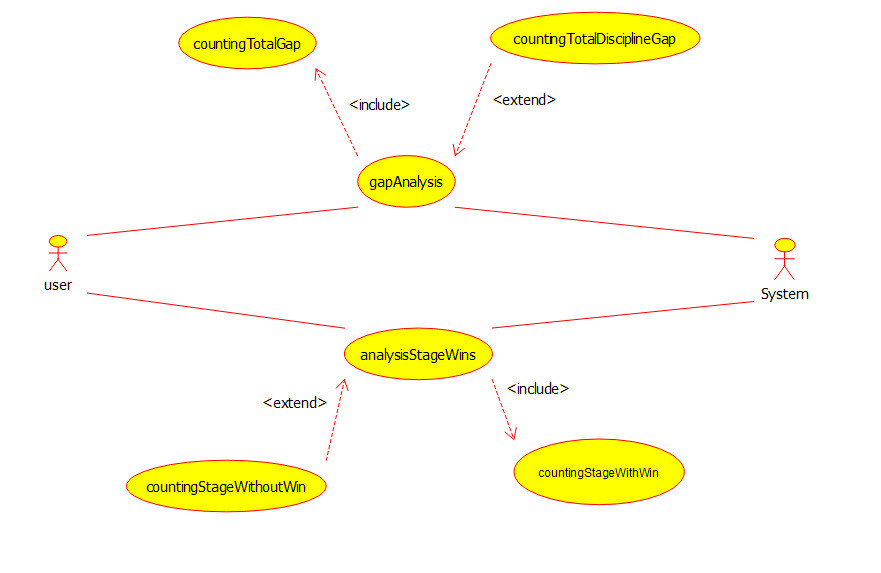 countingTotalGap
countingTotalDisciplineGap
<include>
<extend>
gapAnalysis
user
System
analysisStageWins
<extend>
<include>
countingStageWithoutWin
countingStageWithWin